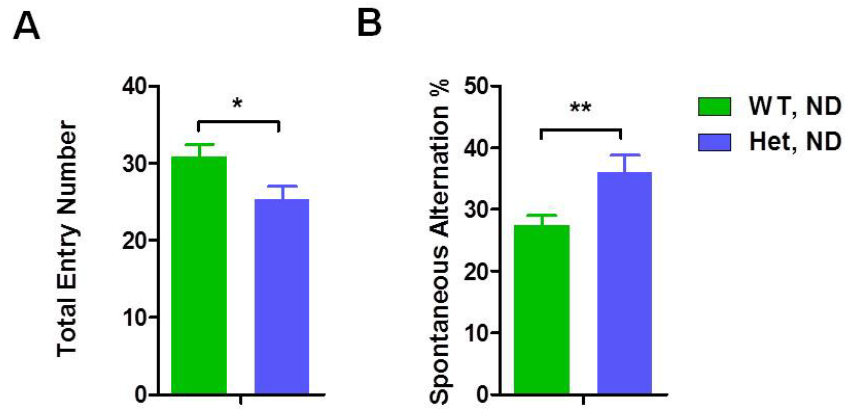 A
Total Entry Number
40
30
20
10
0
*
B
Spontaneous Alternation %
50
40
30
20
10
0
**
WT, ND
Het, ND